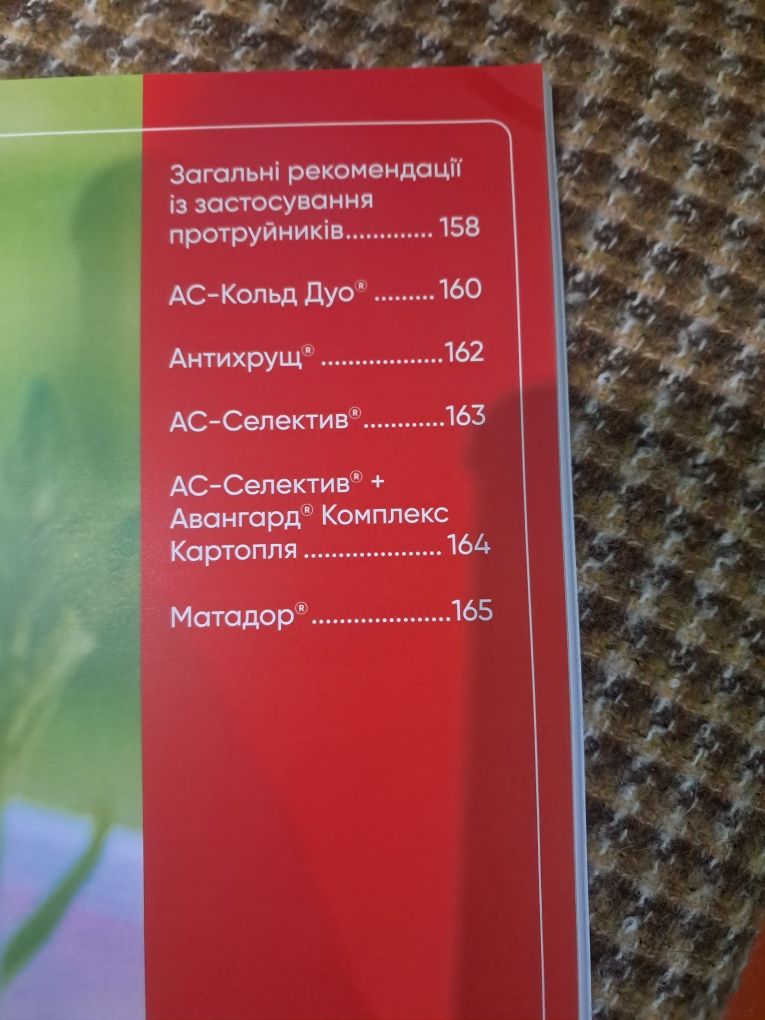 Загальні рекомендації
із застосування
протруйників............. 158
АС-Кольд Дуо® ......... 160
Антихрущ® ..................162
АС-Селектив®............163
АС-Селектив® +
Авангард® Комплекс
Картопля ..................... 164
Матадор®.....................165